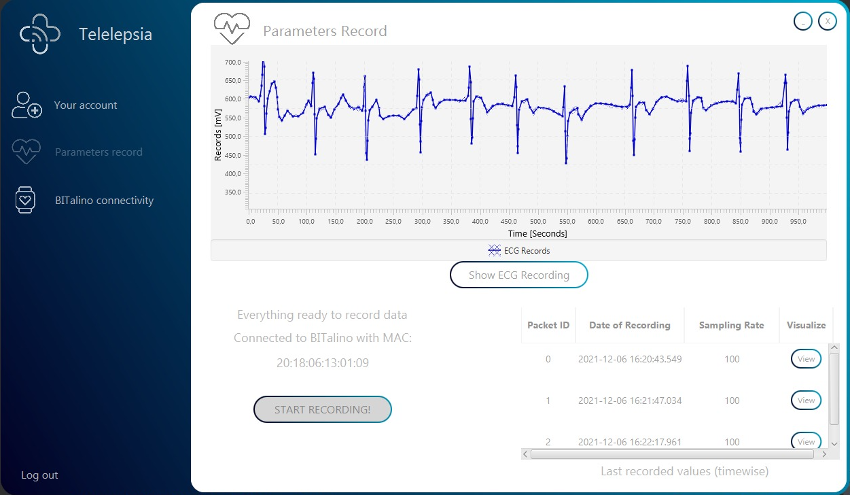 Telelepsia
Your account
Parameters record
BITalino connectivity
Log out
Parameters Record
_ X
Records [mV]
700,0
650,0
600,0
550,0
500,0
450,0
400,0
350,0
0,0 50,0 100,0 150,0 200,0 250,0 300,0 350,0 400,0 450,0 500,0 550,0 600,0 650,0 700,0 750,0 800,0 850,0 900,0 950,0
Time [Seconds]
ECG Records
Show ECG Recording
Everything ready to record data
Connected to BITalino with MAC:
20:18:06:13:01:09
START RECORDING!
Packet ID Date of Recording Sampling Rate Visualize
0 2021-12-06 16:20:43.549 100 View
1 2021-12-06 16:21:47.034 100 View
2 2021-12-06 16:22:17.961 100 View
Last recorded values (timewise)